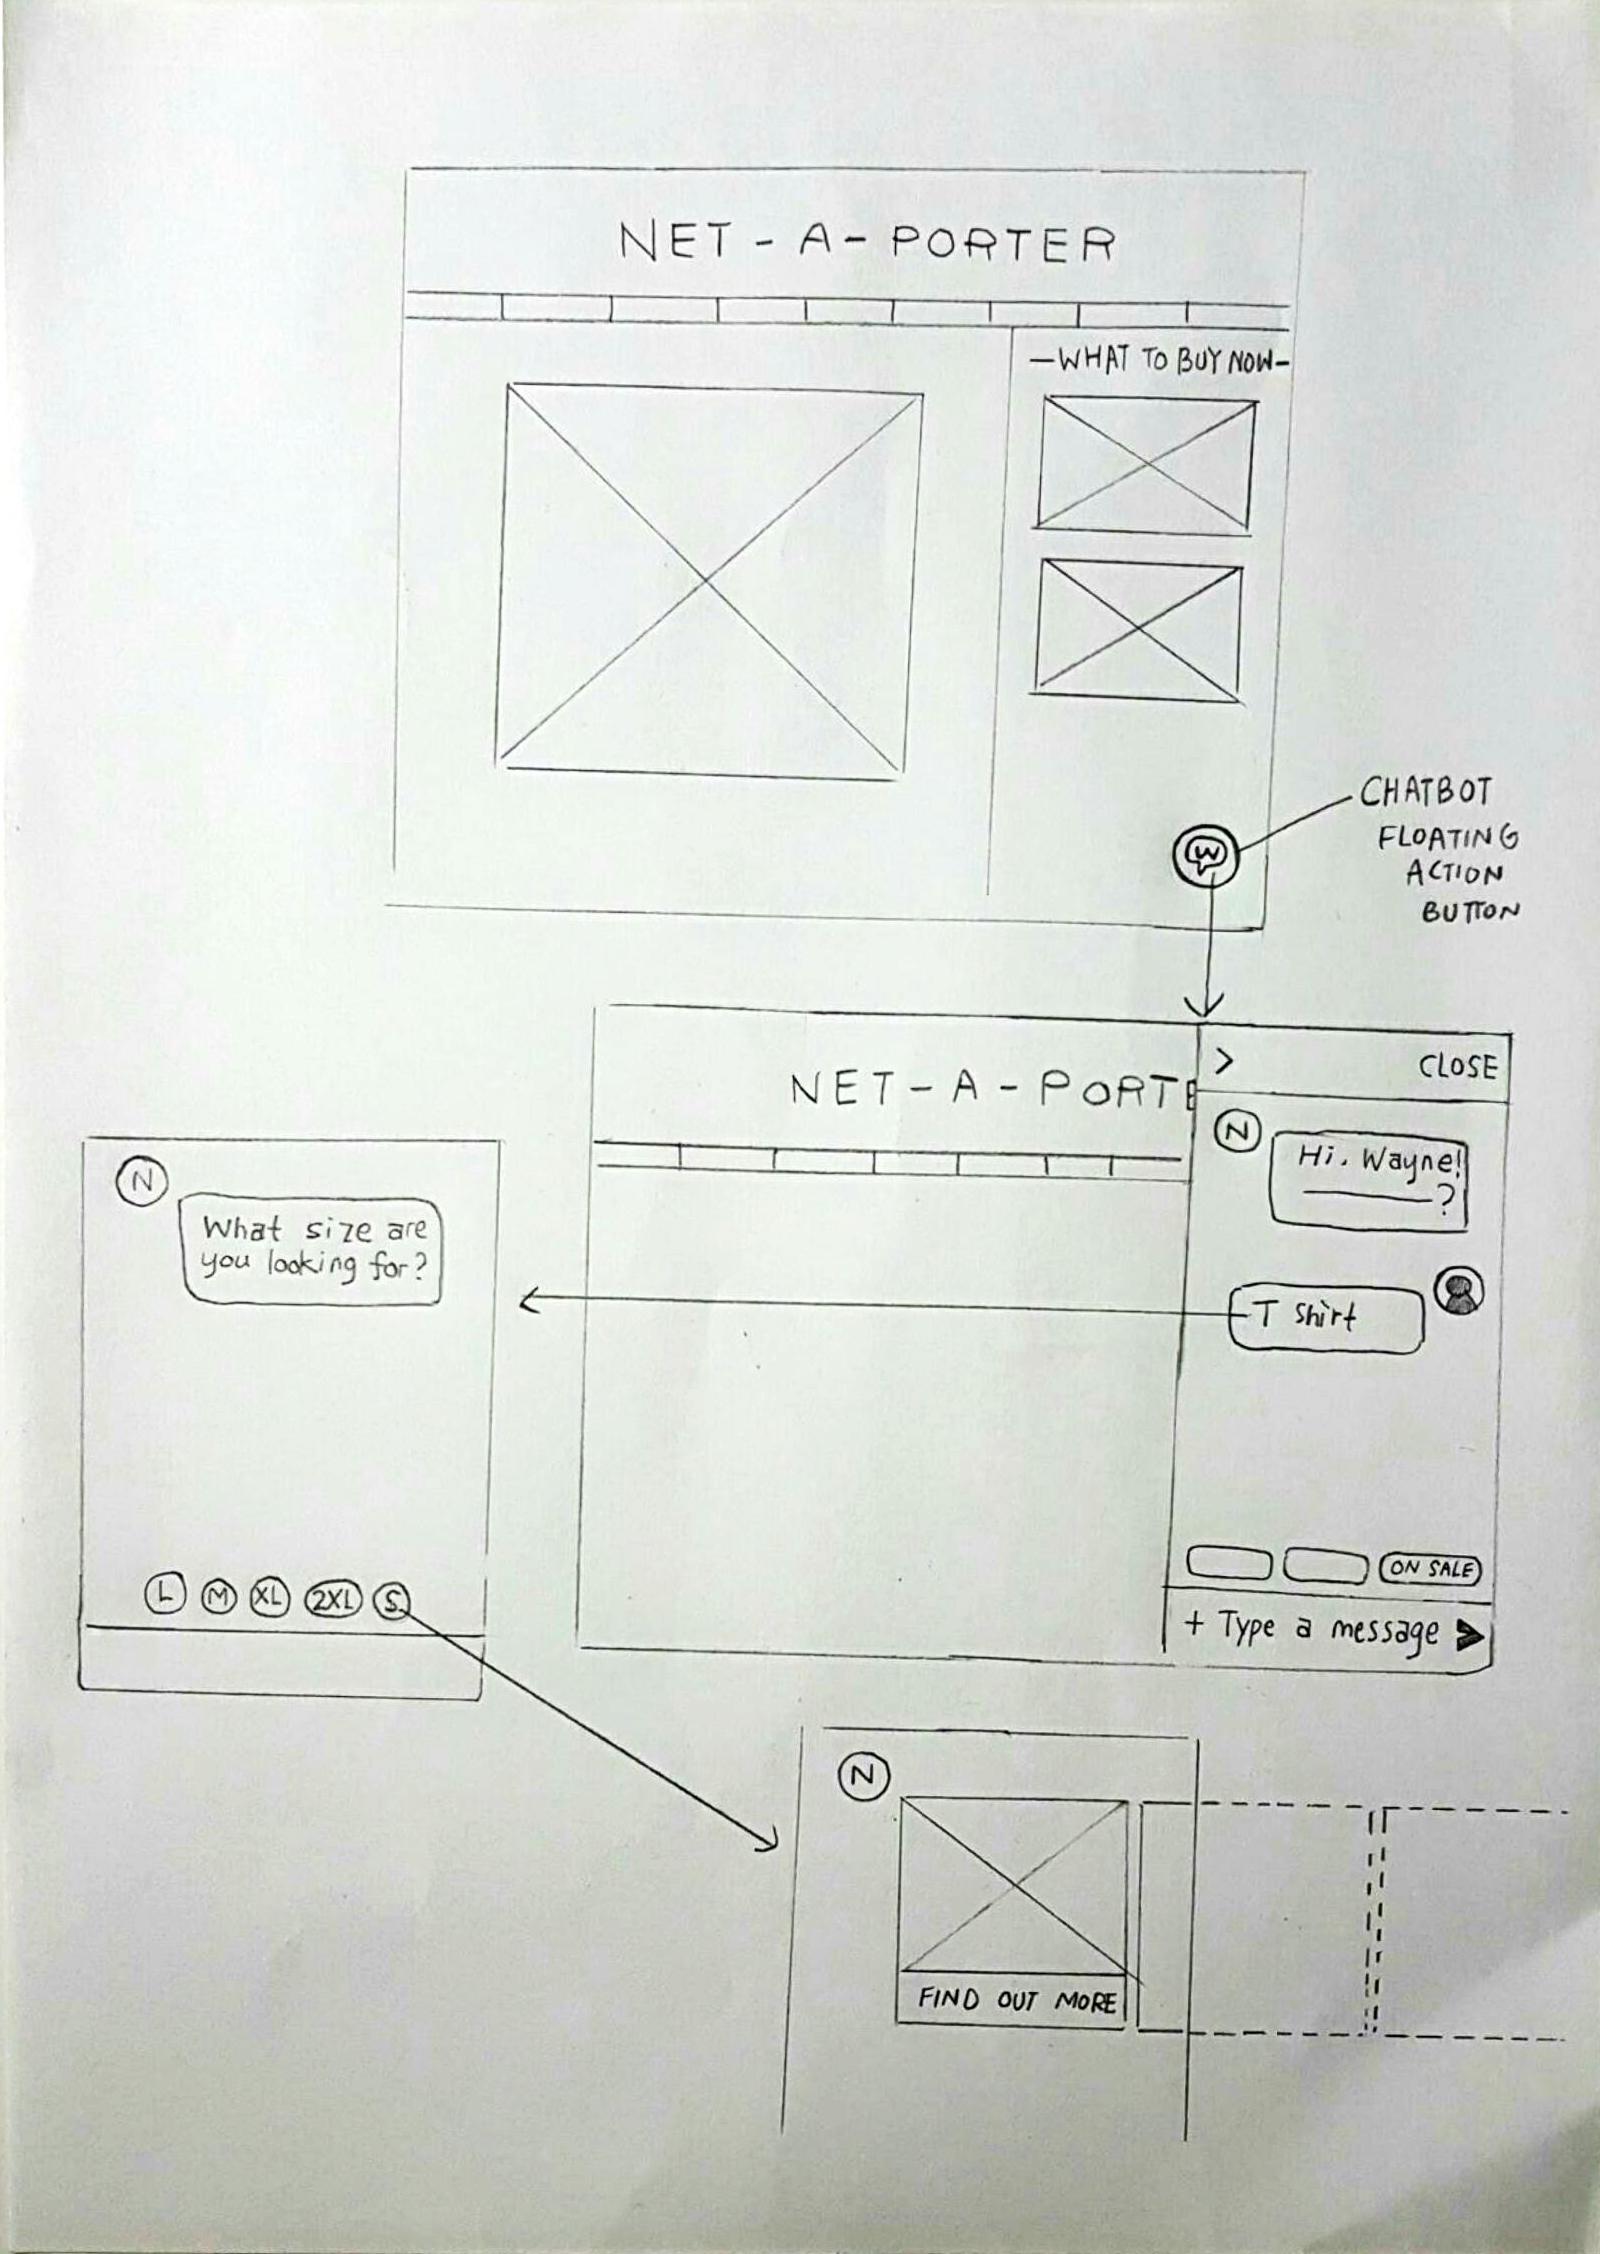 NET - A - PORTER
—WHAT TO BUY NOW—
W
CHATBOT
FLOATING
ACTION
BUTTON
NET - A - PORTE
> CLOSE
N
Hi. Wayne!
?
T Shirt
ON SALE
+ Type a message
N
What size are
you looking for?
L M XL 2XL S
N
FIND OUT MORE